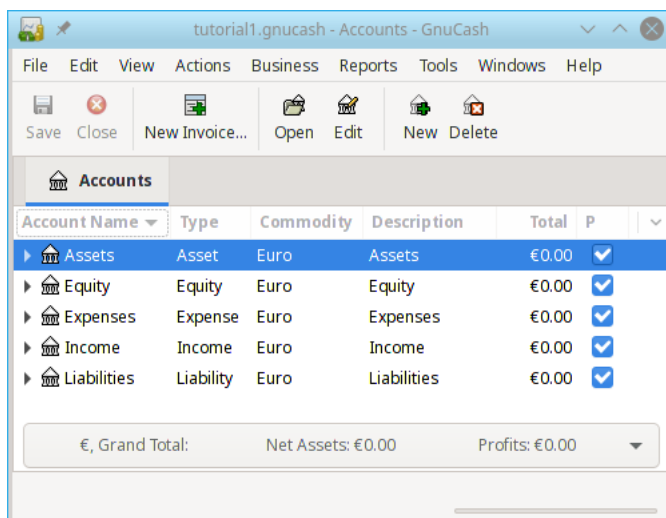 tutorial1.gnucash - Accounts - GnuCash
File Edit View Actions Business Reports Tools Windows Help
Save Close New Invoice... Open Edit New Delete
Accounts
Account Name Type Commodity Description Total P
Assets Asset Euro Assets €0.00
Equity Equity Euro Equity €0.00
Expenses Expense Euro Expenses €0.00
Income Income Euro Income €0.00
Liabilities Liability Euro Liabilities €0.00
€, Grand Total: Net Assets: €0.00 Profits: €0.00